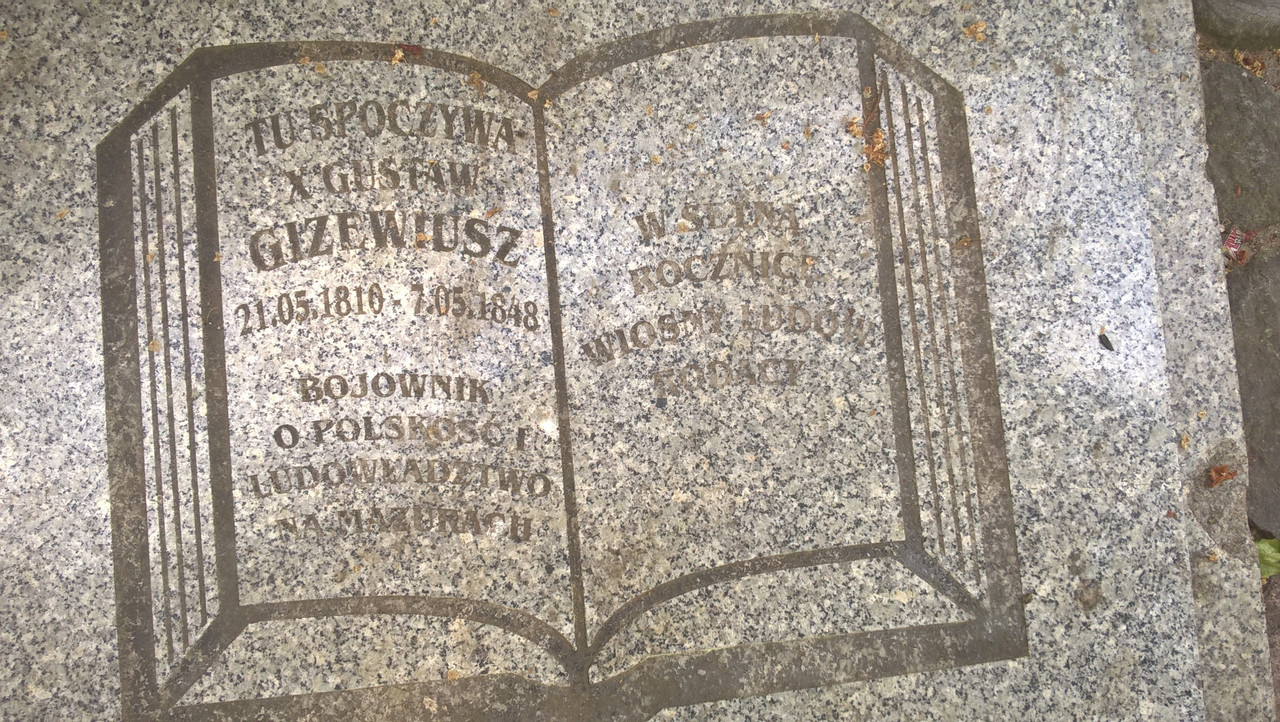 TU SPOCZYWA
X GUSTAW
GIZEWIUSZ
21.05.1810 - 7.05.1848
BOJOWNIK
O POLSKOŚĆ I
LUDOWŁADZTWO
NA MAZURACH
W SETNĄ
ROCZNICĘ
WIOSNY LUDÓW
RODACY